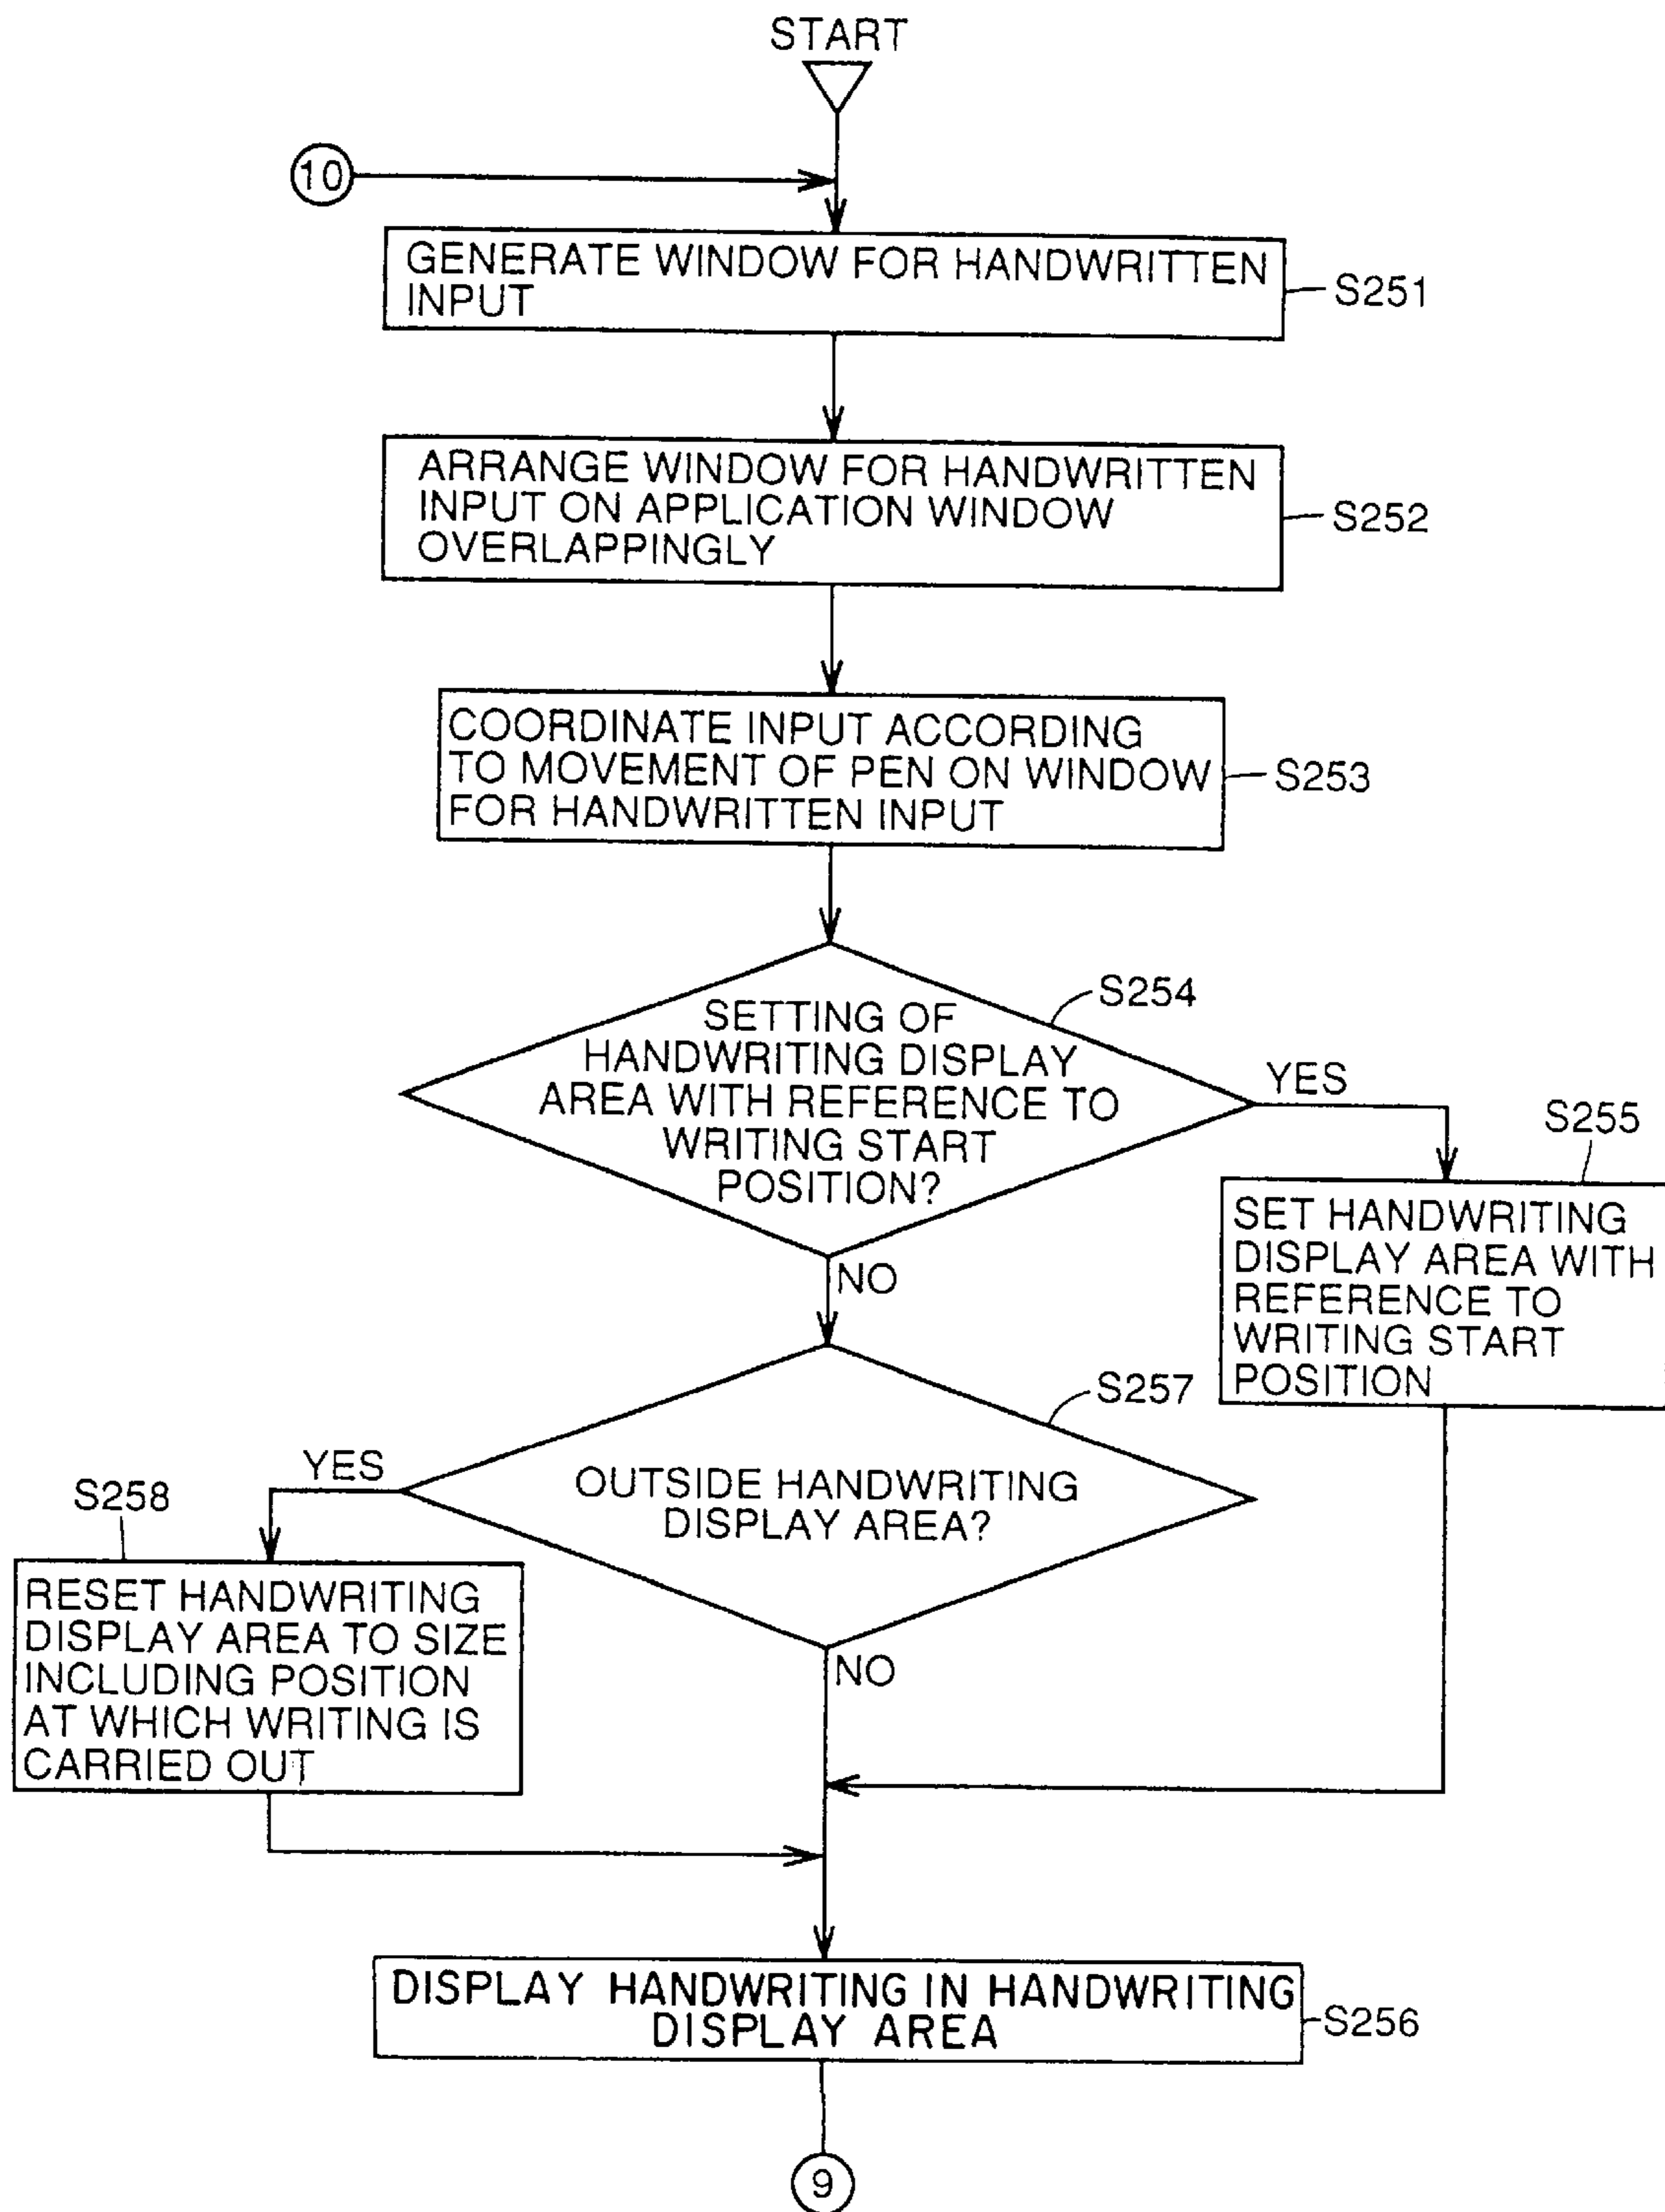 START
10
GENERATE WINDOW FOR HANDWRITTEN
INPUT
S251
ARRANGE WINDOW FOR HANDWRITTEN
INPUT ON APPLICATION WINDOW
OVERLAPPINGLY
S252
COORDINATE INPUT ACCORDING
TO MOVEMENT OF PEN ON WINDOW
FOR HANDWRITTEN INPUT
S253
S254
SETTING OF
HANDWRITING DISPLAY
AREA WITH REFERENCE TO
WRITING START
POSITION?
YES
NO
S255
SET HANDWRITING
DISPLAY AREA WITH
REFERENCE TO
WRITING START
POSITION
S257
OUTSIDE HANDWRITING
DISPLAY AREA?
YES
NO
S258
RESET HANDWRITING
DISPLAY AREA TO SIZE
INCLUDING POSITION
AT WHICH WRITING IS
CARRIED OUT
DISPLAY HANDWRITING IN HANDWRITING
DISPLAY AREA
S256
9